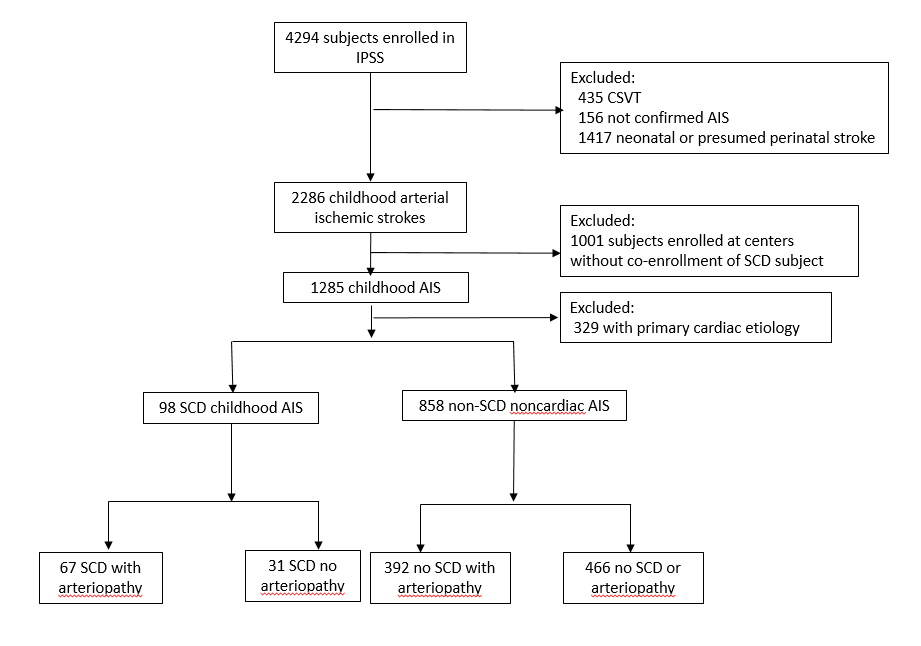 4294 subjects enrolled in
IPSS
Excluded:
435 CSVT
156 not confirmed AIS
1417 neonatal or presumed perinatal stroke
2286 childhood arterial
ischemic strokes
Excluded:
1001 subjects enrolled at centers
without co-enrollment of SCD subject
1285 childhood AIS
Excluded:
329 with primary cardiac etiology
98 SCD childhood AIS
858 non-SCD noncardiac AIS
67 SCD with
arteriopathy
31 SCD no
arteriopathy
392 no SCD with
arteriopathy
466 no SCD or
arteriopathy